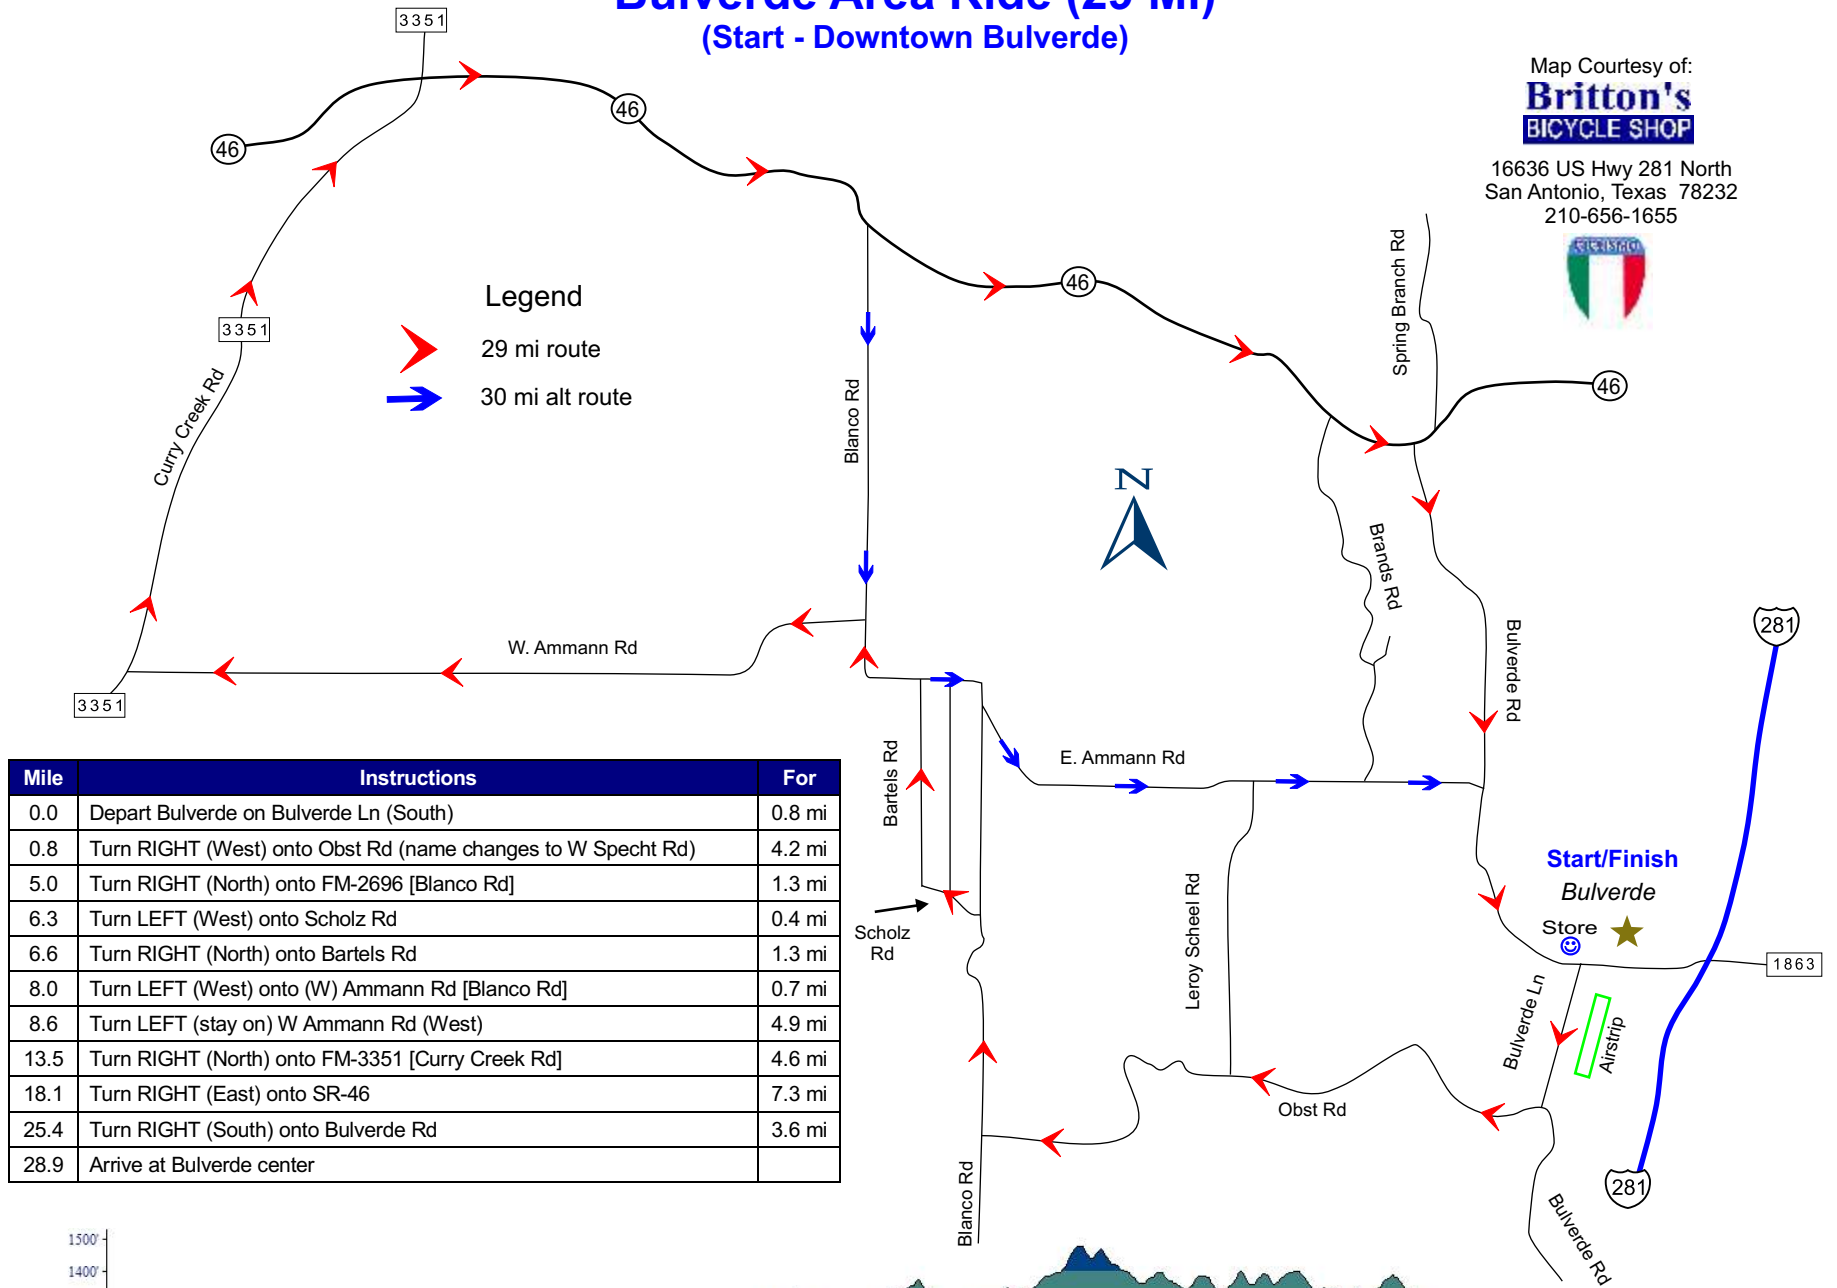 Bulverde Area Ride (29 Mi)
(Start - Downtown Bulverde)
3351
46
46
Map Courtesy of:
Britton's
BICYCLE SHOP
16636 US Hwy 281 North
San Antonio, Texas 78232
210-656-1655
Spring Branch Rd
46
46
3351
Legend
29 mi route
30 mi alt route
Curry Creek Rd
Blanco Rd
N
Brands Rd
Bulverde Rd
281
W. Ammann Rd
3351
E. Ammann Rd
Bartels Rd
Mile Instructions For
0.0 Depart Bulverde on Bulverde Ln (South) 0.8 mi
0.8 Turn RIGHT (West) onto Obst Rd (name changes to W Specht Rd) 4.2 mi
5.0 Turn RIGHT (North) onto FM-2696 [Blanco Rd] 1.3 mi
6.3 Turn LEFT (West) onto Scholz Rd 0.4 mi
6.6 Turn RIGHT (North) onto Bartels Rd 1.3 mi
8.0 Turn LEFT (West) onto (W) Ammann Rd [Blanco Rd] 0.7 mi
8.6 Turn LEFT (stay on) W Ammann Rd (West) 4.9 mi
13.5 Turn RIGHT (North) onto FM-3351 [Curry Creek Rd] 4.6 mi
18.1 Turn RIGHT (East) onto SR-46 7.3 mi
25.4 Turn RIGHT (South) onto Bulverde Rd 3.6 mi
28.9 Arrive at Bulverde center
Scholz
Rd
Leroy Scheel Rd
Start/Finish
Bulverde
Store
1863
Bulverde Ln
Airstrip
Obst Rd
Blanco Rd
281
Bulverde Rd
1500'
1400'